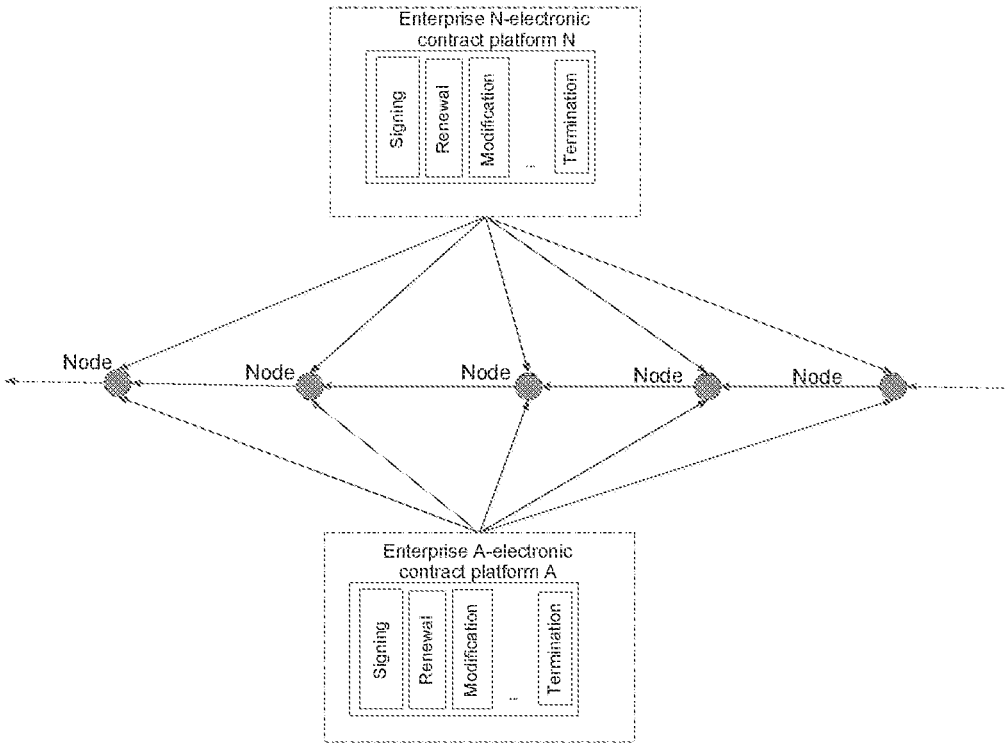 Enterprise N-electronic
contract platform N
Signing
Renewal
Modification
...
Termination
Node
Node
Node
Node
Node
Enterprise A-electronic
contract platform A
Signing
Renewal
Modification
...
Termination